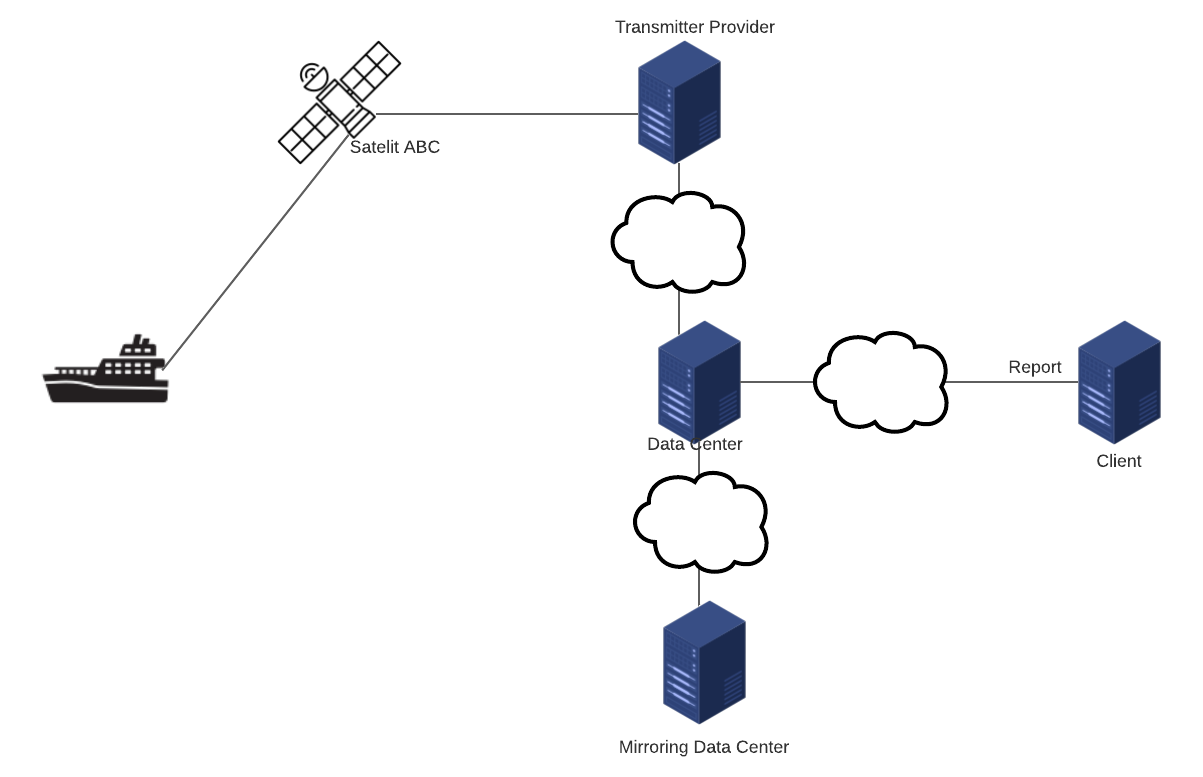 Transmitter Provider
Satelit ABC
Report
Data Center
Client
Mirroring Data Center